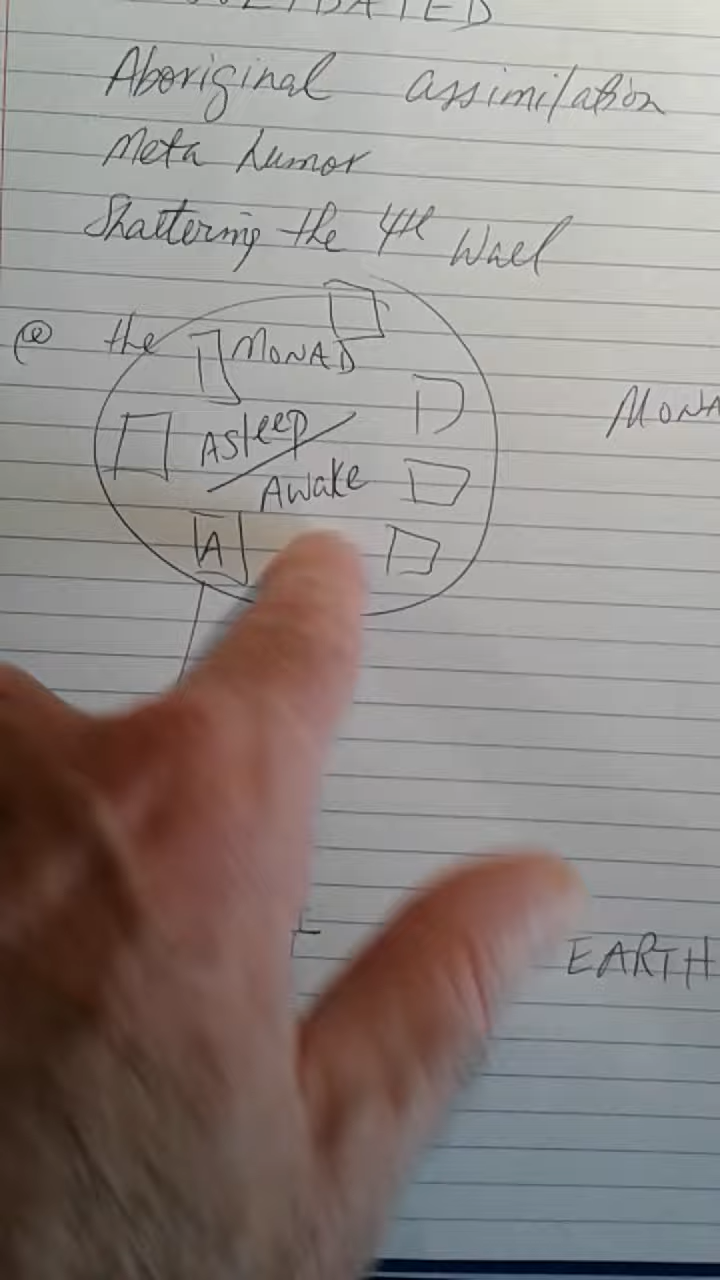 Aboriginal assimilation
Meta humor
Shattering the 4th Wall
@ the MONAD
Asleep
Awake
A
EARTH